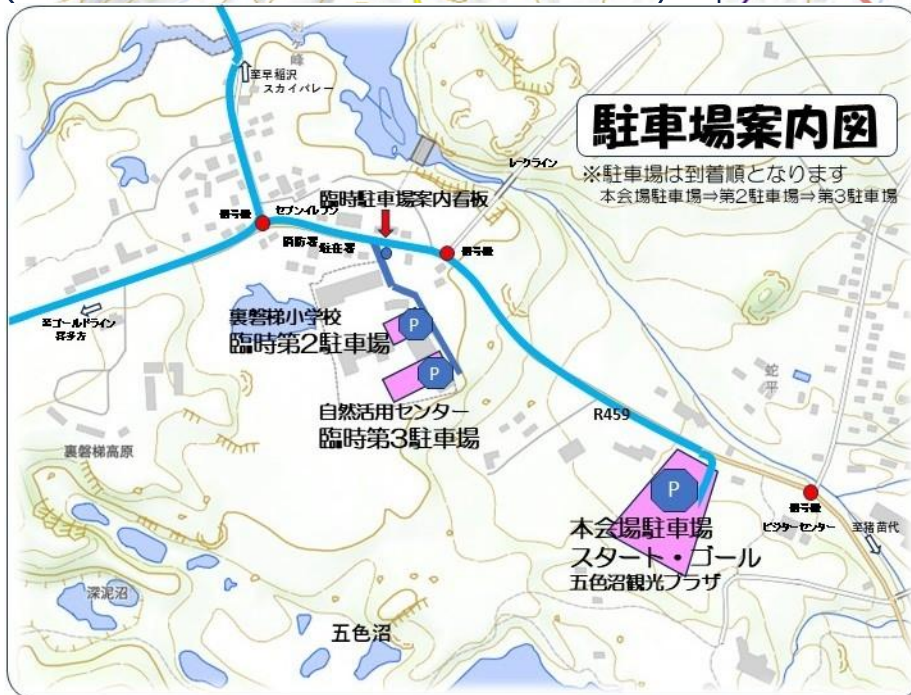 剣ヶ峰
至早稲沢
スカイバレー
駐車場案内図
※駐車場は到着順となります
本会場駐車場⇒第2駐車場⇒第3駐車場
レークライン
臨時駐車場案内看板
信号機
セブンイレブン
消防署
駐在署
信号機
至ゴールドライン
喜多方
裏磐梯小学校
臨時第2駐車場
P
P
自然活用センター
臨時第3駐車場
蛇平
R459
裏磐梯高原
P
本会場駐車場
スタート・ゴール
五色沼観光プラザ
信号機
ビジターセンター
至猪苗代
深泥沼
五色沼